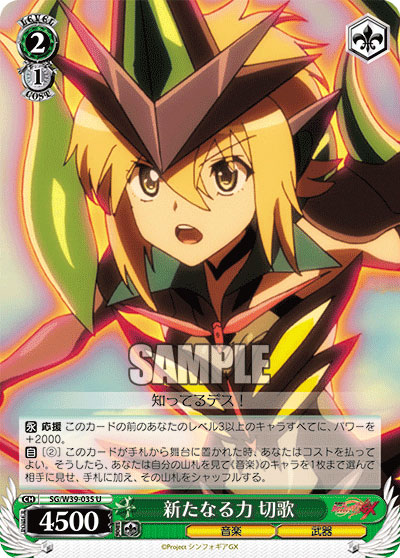 LEVEL
2
1
COST
SAMPLE
知ってるデス！
永 応援 このカードの前のあなたのレベル3以上のキャラすべてに、パワーを
＋2000。
自 ［②］ このカードが手札から舞台に置かれた時、あなたはコストを払ってよ
い。そうしたら、あなたは自分の山札を見て《音楽》のキャラを1枚まで選んで
相手に見せ、手札に加え、その山札をシャッフルする。
CH SG/W39-035 U
4500
新たなる力 切歌
音楽 武器
©Project シンフォギアGX